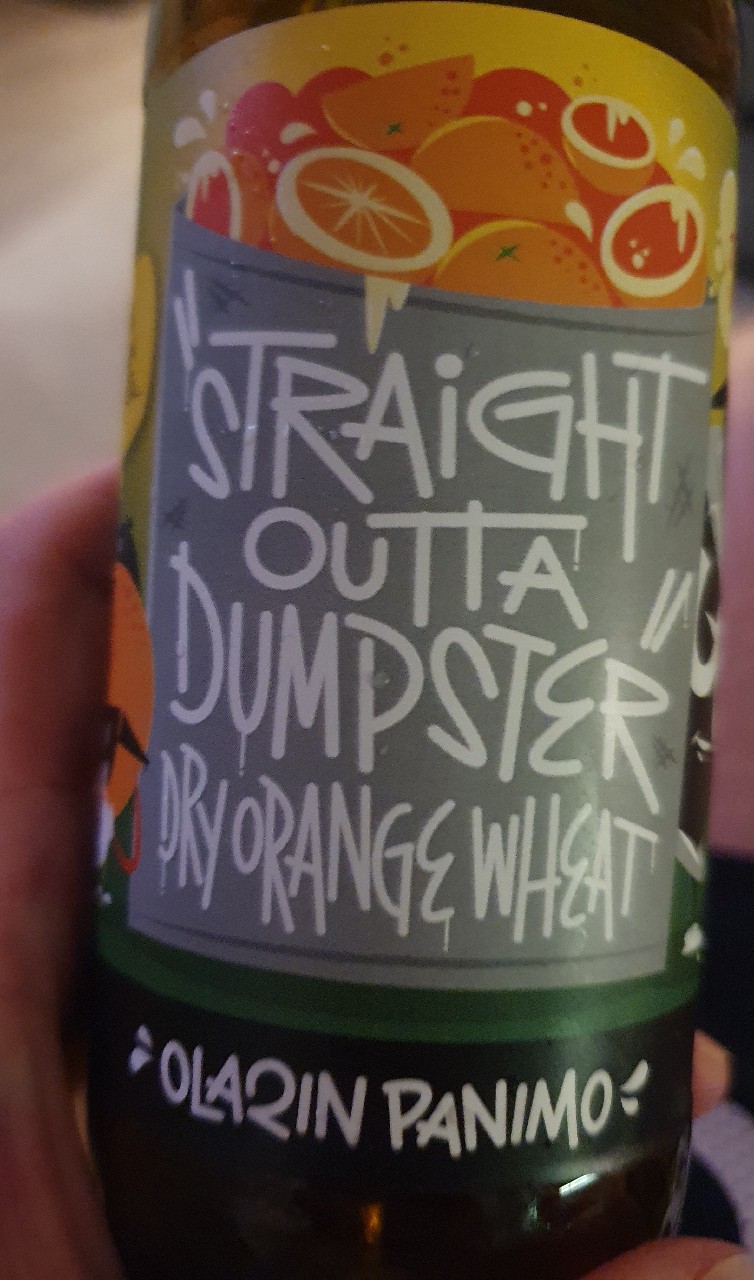 "STRAIGHT
OUTTA
DUMPSTER"
DRY ORANGE WHEAT
OLARIN PANIMO